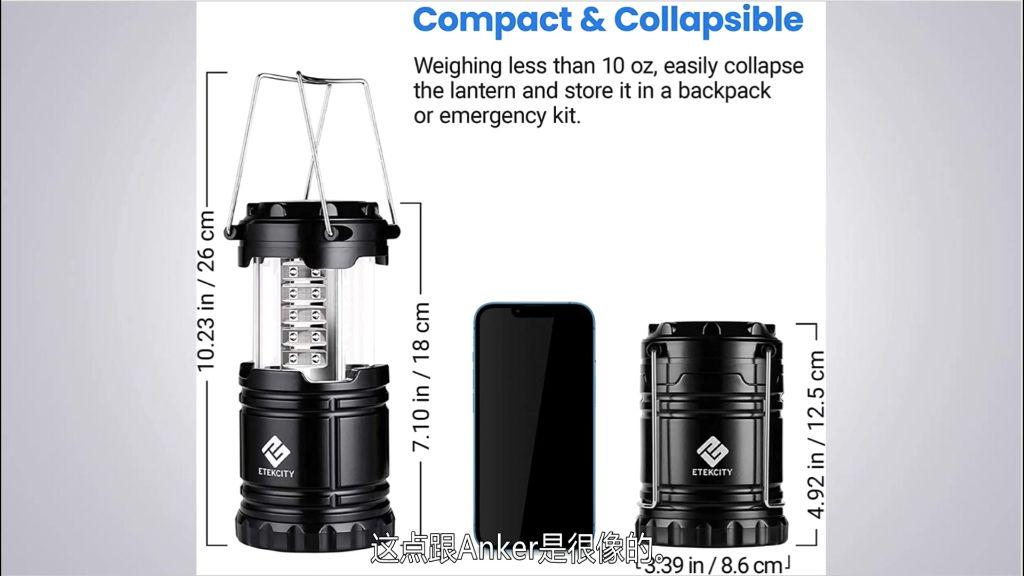 Compact & Collapsible
Weighing less than 10 oz, easily collapse
the lantern and store it in a backpack
or emergency kit.
10.23 in / 26 cm
7.10 in / 18 cm
4.92 in / 12.5 cm
ETEKCITY
ETEKCITY
这点跟Anker是很像的。
3.39 in / 8.6 cm